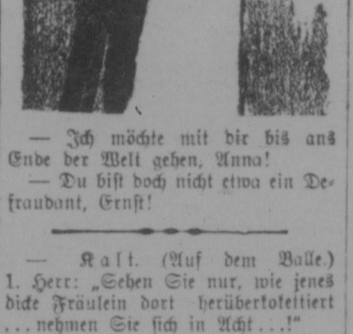 — Ich möchte mit dir bis ans
Ende der Welt gehen, Anna!
— Du bist doch nicht etwa ein De-
fraudant, Ernst!
— Kalt. (Auf dem Balle.)
1. Herr: „Sehen Sie nur, wie jenes
dicke Fräulein dort herüberkokettiert
... nehmen Sie sich in Acht ...!"